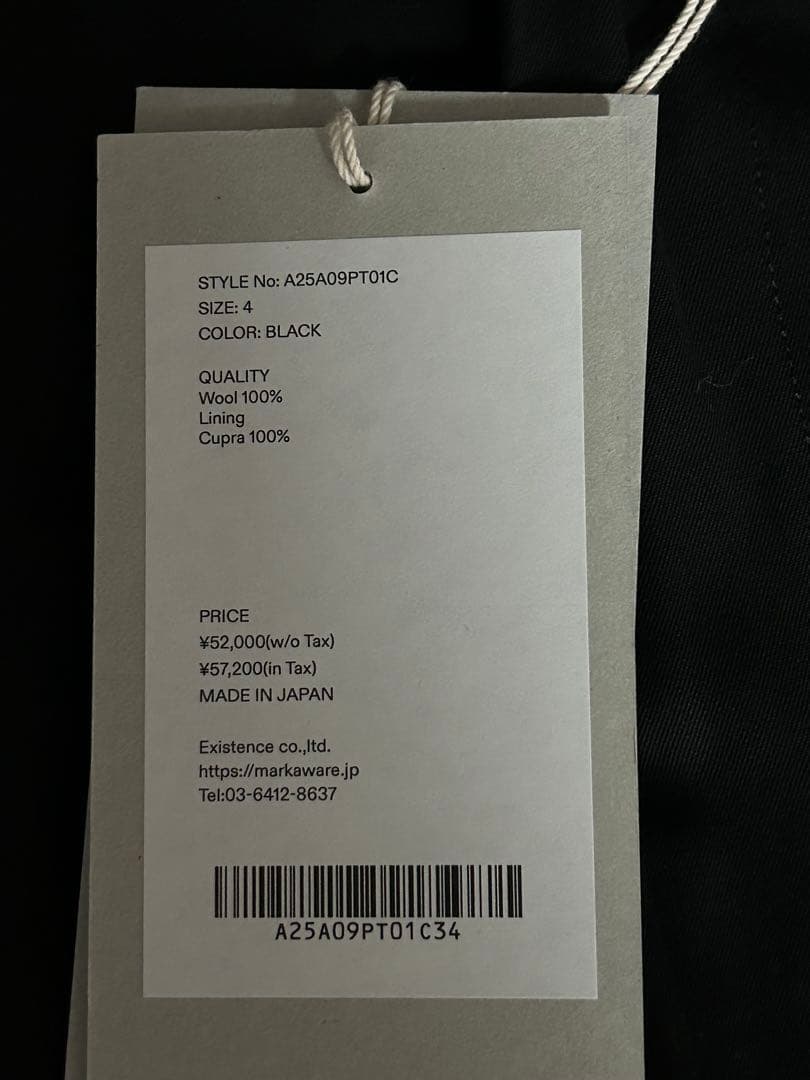 STYLE No: A25A09PT01C
SIZE: 4
COLOR: BLACK
QUALITY
Wool 100%
Lining
Cupra 100%
PRICE
¥52,000(w/o Tax)
¥57,200(in Tax)
MADE IN JAPAN
Existence co.,ltd.
https://markaware.jp
Tel:03-6412-8637
A25A09PT01C34